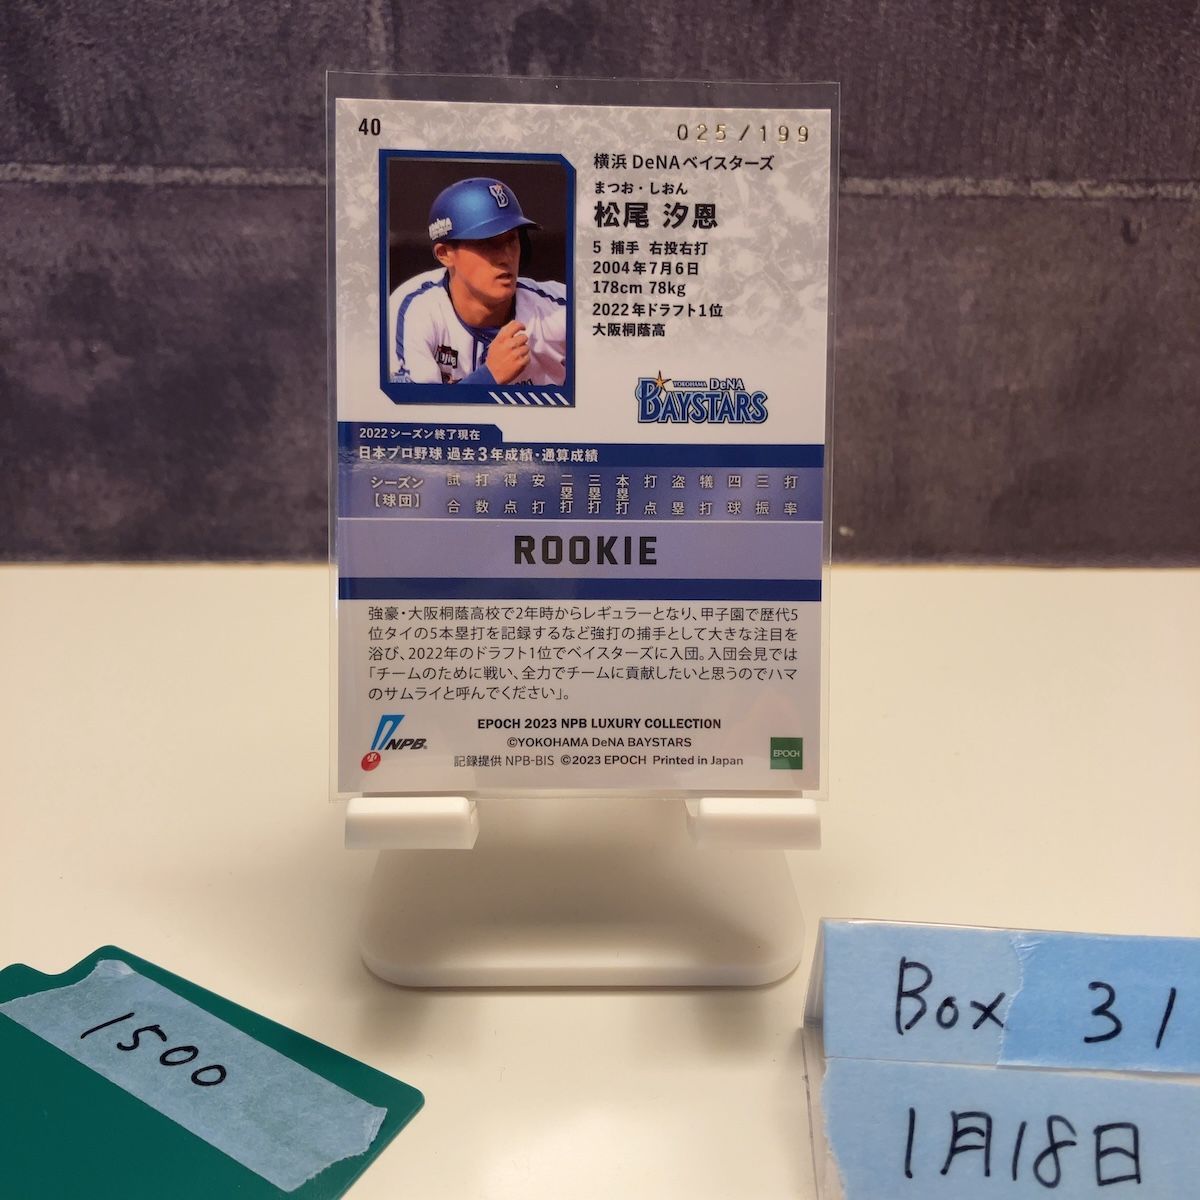 40
025/199
横浜 DeNA ベイスターズ
まつお・しおん
松尾 汐恩
5 捕手 右投右打
2004年7月6日
178cm 78kg
2022年ドラフト1位
大阪桐蔭高
YOKOHAMA DeNA
BAYSTARS
2022シーズン終了現在
日本プロ野球 過去3年成績・通算成績
シーズン【球団】 試合 打数 得点 安打 二塁打 三塁打 本塁打 打点 盗塁 犠打 四球 三振 打率
ROOKIE
強豪・大阪桐蔭高校で2年時からレギュラーとなり、甲子園で歴代5
位タイの5本塁打を記録するなど強打の捕手として大きな注目を
浴び、2022年のドラフト1位でベイスターズに入団。入団会見では
「チームのために戦い、全力でチームに貢献したいと思うのでハマ
のサムライと呼んでください」。
NPB
EPOCH 2023 NPB LUXURY COLLECTION
©YOKOHAMA DeNA BAYSTARS
記録提供 NPB-BIS ©2023 EPOCH Printed in Japan
EPOCH
1500
Box 31
1月18日